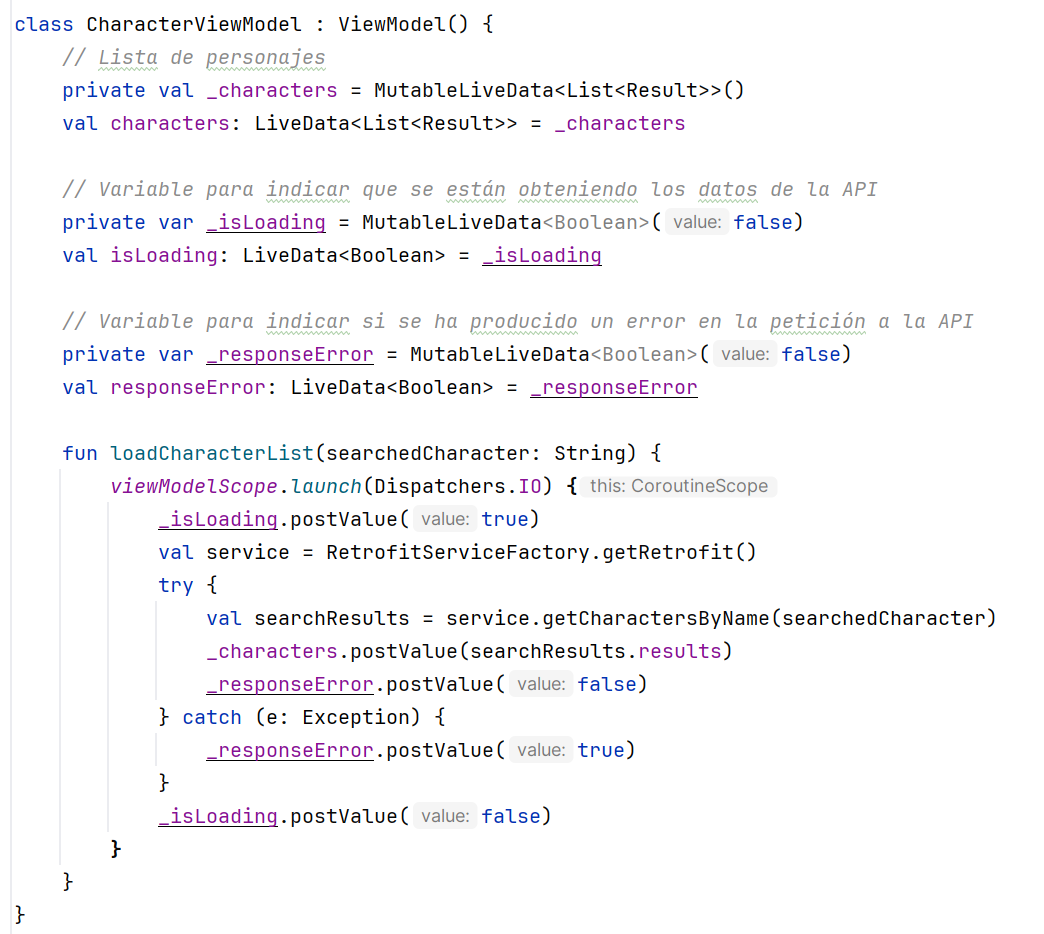 class CharacterViewModel : ViewModel() {
    // Lista de personajes
    private val _characters = MutableLiveData<List<Result>>()
    val characters: LiveData<List<Result>> = _characters

    // Variable para indicar que se están obteniendo los datos de la API
    private var _isLoading = MutableLiveData<Boolean>( value: false)
    val isLoading: LiveData<Boolean> = _isLoading

    // Variable para indicar si se ha producido un error en la petición a la API
    private var _responseError = MutableLiveData<Boolean>( value: false)
    val responseError: LiveData<Boolean> = _responseError

    fun loadCharacterList(searchedCharacter: String) {
        viewModelScope.launch(Dispatchers.IO) { this: CoroutineScope
            _isLoading.postValue( value: true)
            val service = RetrofitServiceFactory.getRetrofit()
            try {
                val searchResults = service.getCharactersByName(searchedCharacter)
                _characters.postValue(searchResults.results)
                _responseError.postValue( value: false)
            } catch (e: Exception) {
                _responseError.postValue( value: true)
            }
            _isLoading.postValue( value: false)
        }
    }
}